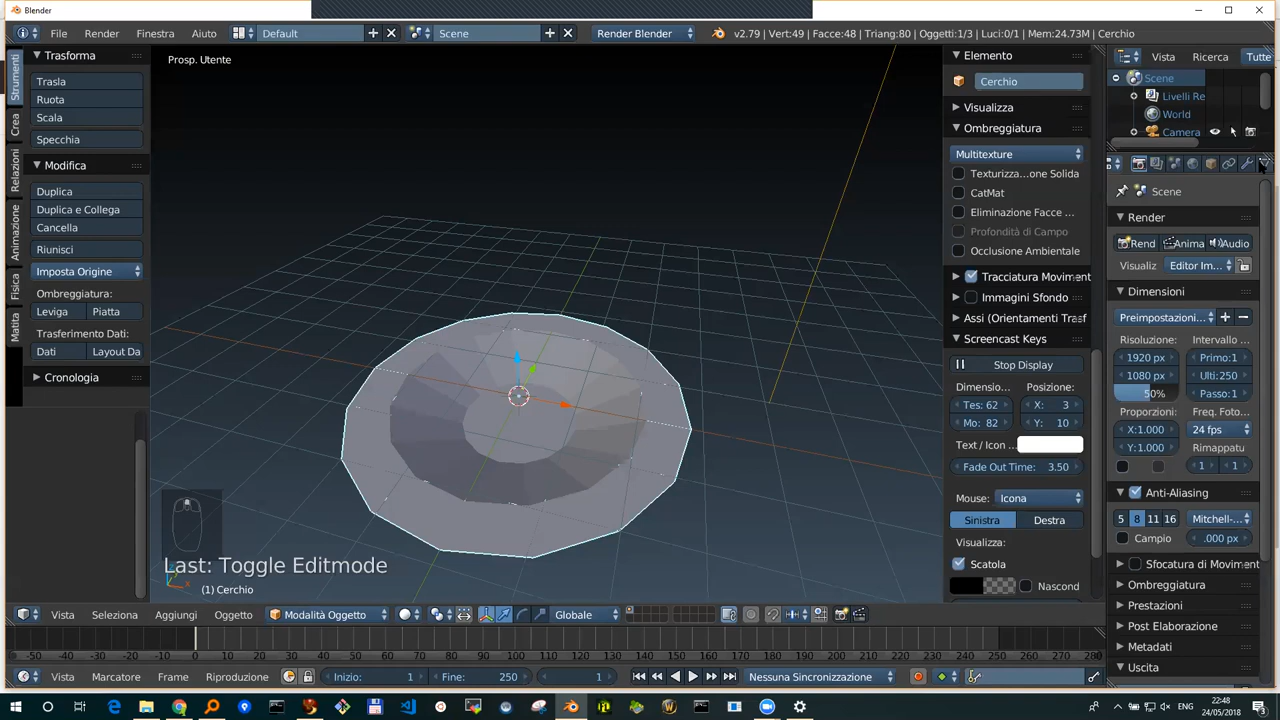 Blender
File Render Finestra Aiuto Default Scene Render Blender v2.79 | Vert:49 | Facce:48 | Triang:80 | Oggetti:1/3 | Luci:0/1 | Mem:24.73M | Cerchio
Strumenti
Crea
Relazioni
Animazione
Fisica
Matita
Trasforma
Trasla
Ruota
Scala
Specchia
Modifica
Duplica
Duplica e Collega
Cancella
Riunisci
Imposta Origine
Ombreggiatura:
Leviga Piatta
Trasferimento Dati:
Dati Layout Da
Cronologia
Prosp. Utente
Last: Toggle Editmode
(1) Cerchio
Elemento
Cerchio
Visualizza
Ombreggiatura
Multitexture
Texturizza...one Solida
CatMat
Eliminazione Facce ...
Profondità di Campo
Occlusione Ambientale
Tracciatura Moviment
Immagini Sfondo
Assi (Orientamenti Trasf
Screencast Keys
Stop Display
Dimensio... Posizione:
Tes: 62 X: 3
Mo: 82 Y: 10
Text / Icon ...
Fade Out Time: 3.50
Mouse: Icona
Sinistra Destra
Visualizza:
Scatola
Nascond
Vista Ricerca Tutte
Scene
Livelli Re
World
Camera
Scene
Render
Rend Anima Audio
Visualiz Editor Im...
Dimensioni
Preimpostazioni...
Risoluzione: Intervallo ...
1920 px Primo:1
1080 px Ulti:250
50% Passo:1
Proporzioni: Freq. Foto...
X:1.000 24 fps
Y:1.000 Rimappatu
1 1
Anti-Aliasing
5 8 11 16 Mitchell-...
Campio .000 px
Sfocatura di Moviment
Ombreggiatura
Prestazioni
Post Elaborazione
Metadati
Uscita
Vista Seleziona Aggiungi Oggetto Modalità Oggetto Globale
-50 -40 -30 -20 -10 0 10 20 30 40 50 60 70 80 90 100 110 120 130 140 150 160 170 180 190 200 210 220 230 240 250 260 270 280
Vista Marcatore Frame Riproduzione Inizio: 1 Fine: 250 1 Nessuna Sincronizzazione
ENG 22:48
24/05/2018
3